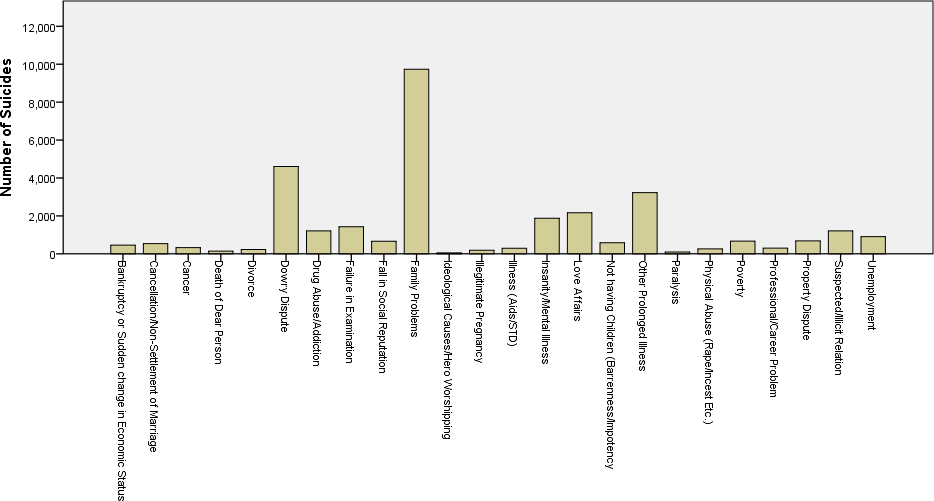 Number of Suicides
12,000
10,000
8,000
6,000
4,000
2,000
0
Bankruptcy or Sudden change in Economic Status
Cancellation/Non-Settlement of Marriage
Cancer
Death of Dear Person
Divorce
Dowry Dispute
Drug Abuse/Addiction
Failure in Examination
Fall in Social Reputation
Family Problems
Ideological Causes/Hero Worshipping
Illegitimate Pregnancy
Illness (Aids/STD)
Insanity/Mental Illness
Love Affairs
Not having Children (Barrenness/Impotency
Other Prolonged Illness
Paralysis
Physical Abuse (Rape/Incest Etc.)
Poverty
Professional/Career Problem
Property Dispute
Suspected/Illicit Relation
Unemployment